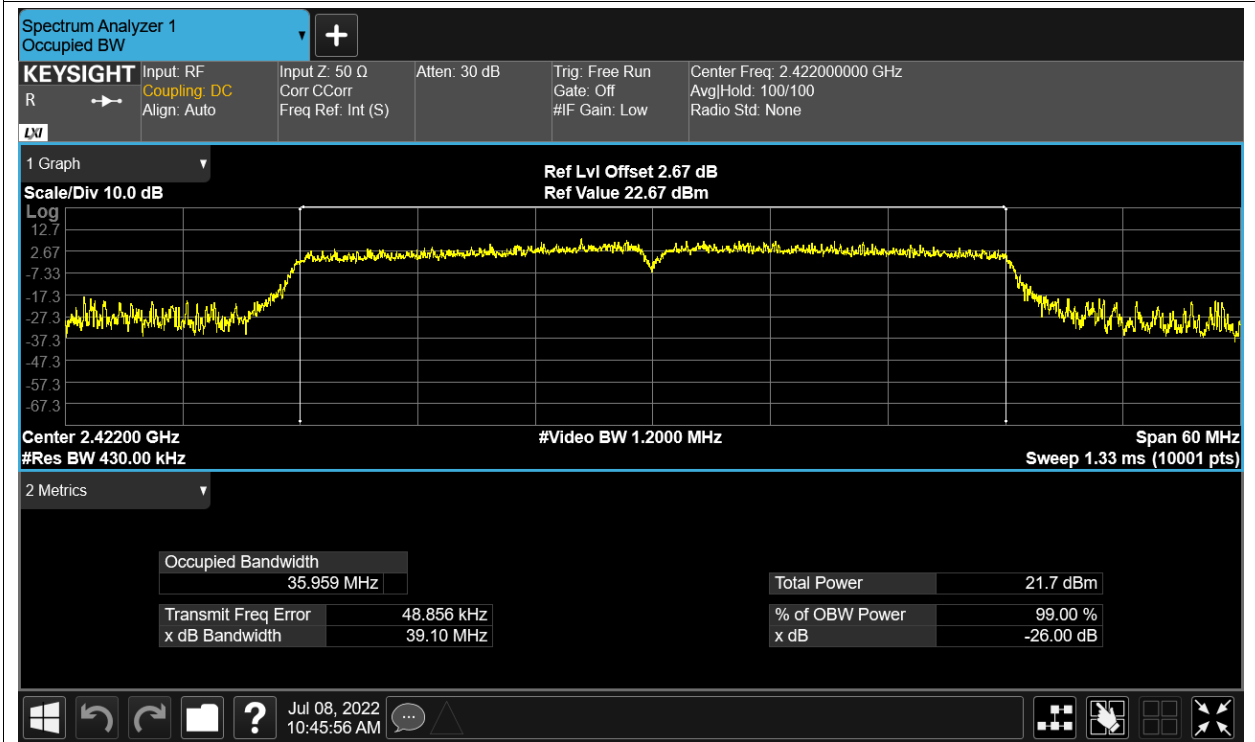 Spectrum Analyzer 1
Occupied BW
KEYSIGHT
R
LXI
Input: RF
Coupling: DC
Align: Auto
Input Z: 50 Ω
Corr CCorr
Freq Ref: Int (S)
Atten: 30 dB
Trig: Free Run
Gate: Off
#IF Gain: Low
Center Freq: 2.422000000 GHz
Avg|Hold: 100/100
Radio Std: None
1 Graph
Scale/Div 10.0 dB
Ref Lvl Offset 2.67 dB
Ref Value 22.67 dBm
Log
12.7
2.67
-7.33
-17.3
-27.3
-37.3
-47.3
-57.3
-67.3
Center 2.42200 GHz
#Video BW 1.2000 MHz
Span 60 MHz
#Res BW 430.00 kHz
Sweep 1.33 ms (10001 pts)
2 Metrics
Occupied Bandwidth
35.959 MHz
Total Power 21.7 dBm
Transmit Freq Error 48.856 kHz
% of OBW Power 99.00 %
x dB Bandwidth 39.10 MHz
x dB -26.00 dB
?
Jul 08, 2022
10:45:56 AM